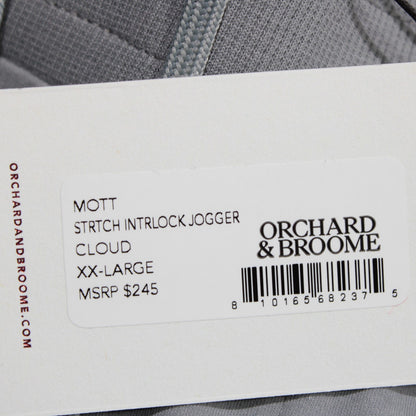 ORCHARDANDBROOME.COM
MOTT
STRTCH INTRLOCK JOGGER
CLOUD
XX-LARGE
MSRP $245
ORCHARD
& BROOME
8 10165 68237 5